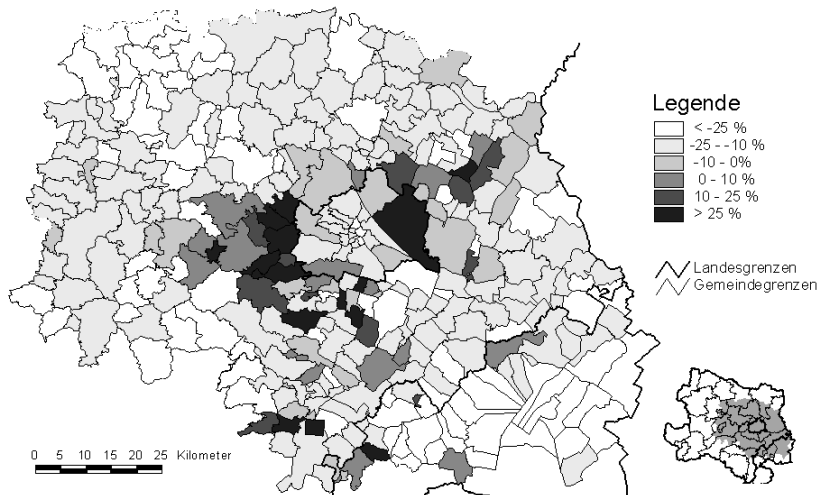 Legende
< -25 %
-25 - -10 %
-10 - 0%
0 - 10 %
10 - 25 %
> 25 %
Landesgrenzen
Gemeindegrenzen
0 5 10 15 20 25 Kilometer